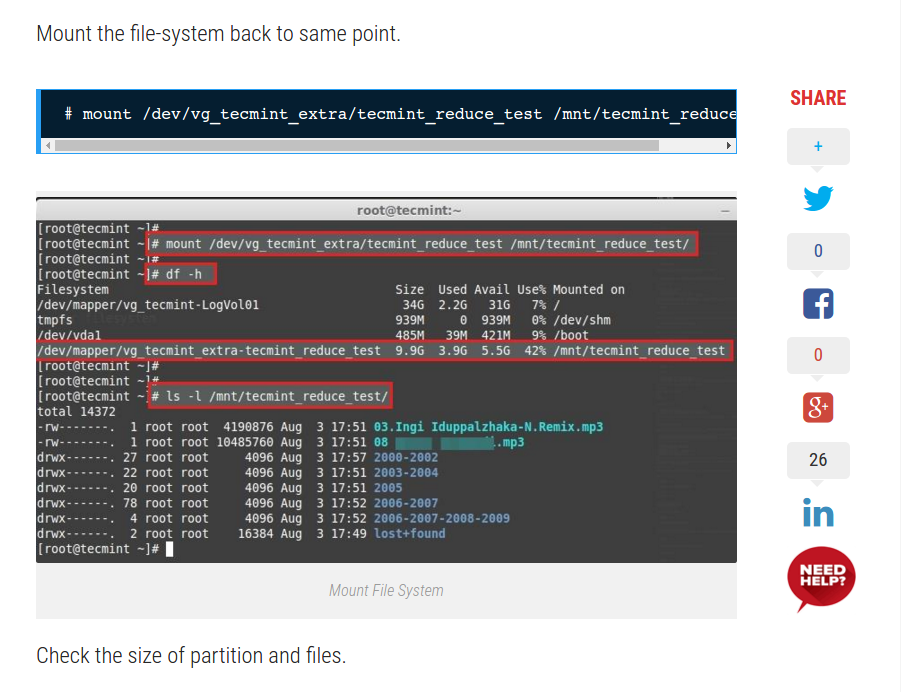 Mount the file-system back to same point.
# mount /dev/vg_tecmint_extra/tecmint_reduce_test /mnt/tecmint_reduce
SHARE
+
0
0
26
NEED
HELP?
root@tecmint:~
[root@tecmint ~]#
[root@tecmint ~]# mount /dev/vg_tecmint_extra/tecmint_reduce_test /mnt/tecmint_reduce_test/
[root@tecmint ~]#
[root@tecmint ~]# df -h
Filesystem Size Used Avail Use% Mounted on
/dev/mapper/vg_tecmint-LogVol01 34G 2.2G 31G 7% /
tmpfs 939M 0 939M 0% /dev/shm
/dev/vda1 485M 39M 421M 9% /boot
/dev/mapper/vg_tecmint_extra-tecmint_reduce_test 9.9G 3.9G 5.5G 42% /mnt/tecmint_reduce_test
[root@tecmint ~]#
[root@tecmint ~]#
[root@tecmint ~]# ls -l /mnt/tecmint_reduce_test/
total 14372
-rw-------. 1 root root 4190876 Aug 3 17:51 03.Ingi Iduppalzhaka-N.Remix.mp3
-rw-------. 1 root root 10485760 Aug 3 17:51 08 .mp3
drwx------. 27 root root 4096 Aug 3 17:57 2000-2002
drwx------. 22 root root 4096 Aug 3 17:51 2003-2004
drwx------. 20 root root 4096 Aug 3 17:51 2005
drwx------. 78 root root 4096 Aug 3 17:52 2006-2007
drwx------. 4 root root 4096 Aug 3 17:52 2006-2007-2008-2009
drwx------. 2 root root 16384 Aug 3 17:49 lost+found
[root@tecmint ~]#
Mount File System
Check the size of partition and files.